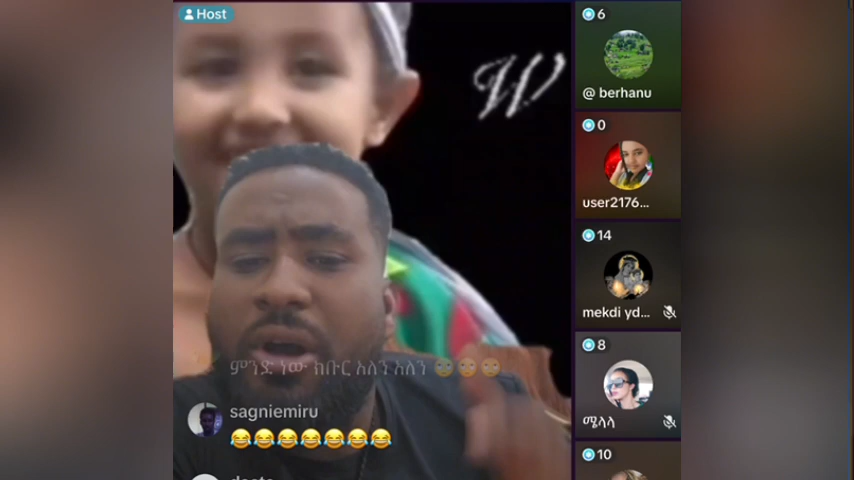 Host
W
6
@ berhanu
0
user2176...
14
mekdi yd...
8
ሜላላ
10
ምንድ ነው ክቡር አለን አለን
sagniemiru